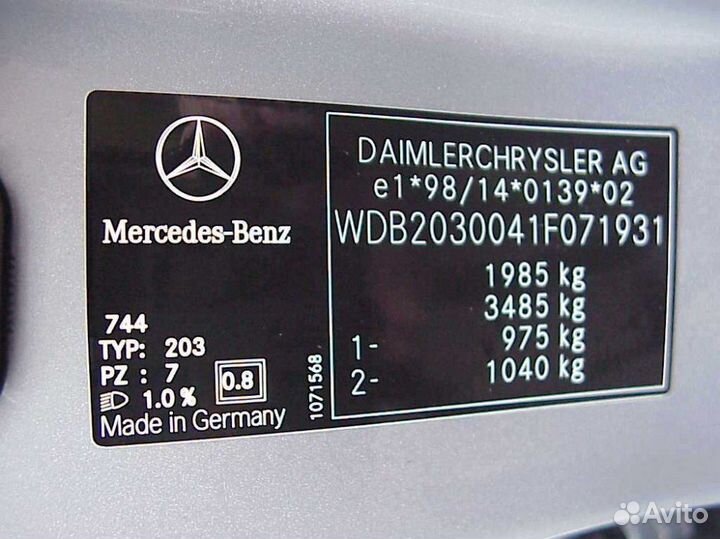 Mercedes-Benz
744
TYP: 203
PZ : 7
0.8
1.0 %
Made in Germany
1071568
DAIMLERCHRYSLER AG
e1*98/14*0139*02
WDB2030041F071931
1985 kg
3485 kg
1- 975 kg
2- 1040 kg
Avito